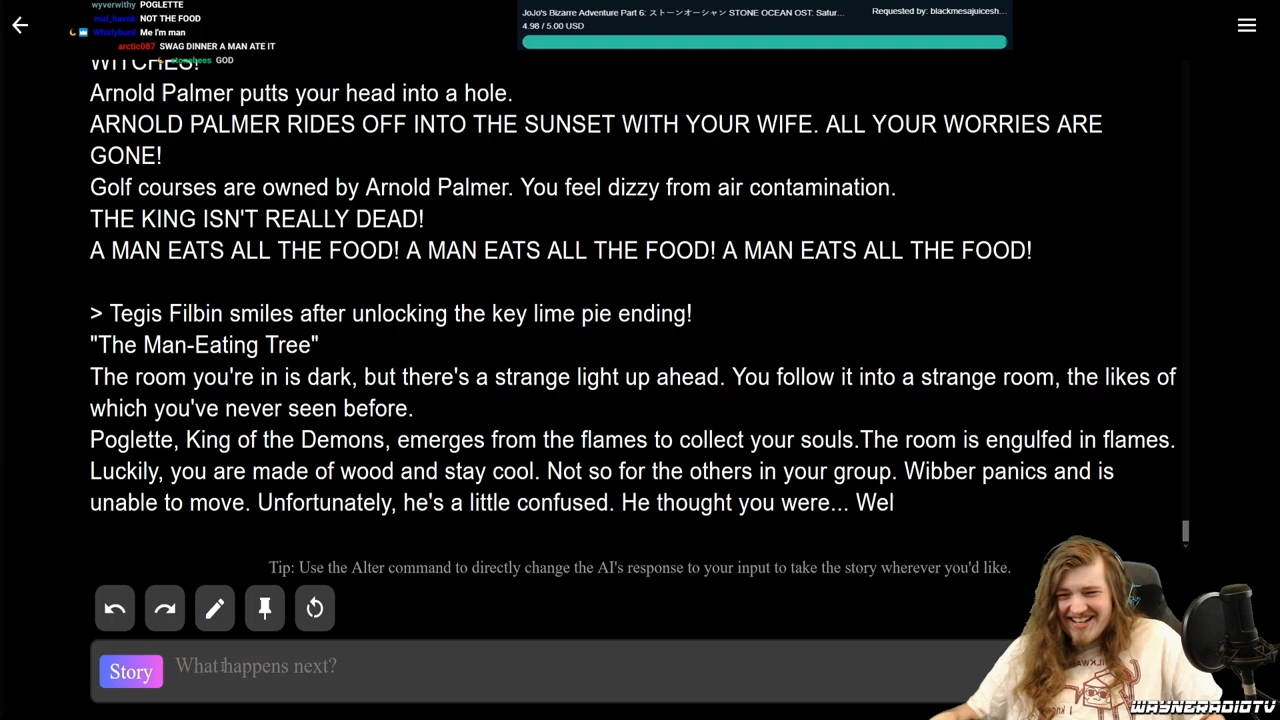 wyverwithy POGLETTE
mal_havok NOT THE FOOD
Whirlyburd Me I'm man
arctic087 SWAG DINNER A MAN ATE IT
stonebees GOD
JoJo's Bizarre Adventure Part 6: ストーンオーシャン STONE OCEAN OST: Satur...
Requested by: blackmesajuicesh...
4.98 / 5.00 USD
WITCHES!
Arnold Palmer putts your head into a hole.
ARNOLD PALMER RIDES OFF INTO THE SUNSET WITH YOUR WIFE. ALL YOUR WORRIES ARE
GONE!
Golf courses are owned by Arnold Palmer. You feel dizzy from air contamination.
THE KING ISN'T REALLY DEAD!
A MAN EATS ALL THE FOOD! A MAN EATS ALL THE FOOD! A MAN EATS ALL THE FOOD!
> Tegis Filbin smiles after unlocking the key lime pie ending!
"The Man-Eating Tree"
The room you're in is dark, but there's a strange light up ahead. You follow it into a strange room, the likes of
which you've never seen before.
Poglette, King of the Demons, emerges from the flames to collect your souls.The room is engulfed in flames.
Luckily, you are made of wood and stay cool. Not so for the others in your group. Wibber panics and is
unable to move. Unfortunately, he's a little confused. He thought you were... Wel
Tip: Use the Alter command to directly change the AI's response to your input to take the story wherever you'd like.
Story
What happens next?
WAYNERADIOTV